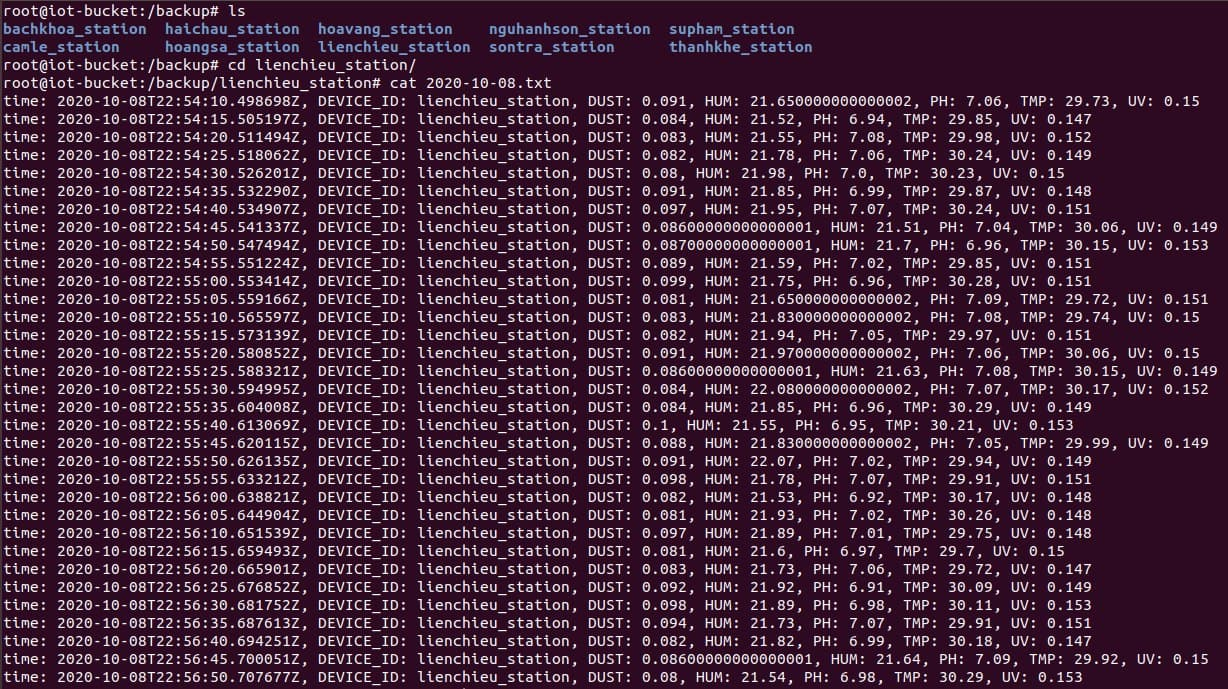 root@iot-bucket:/backup# ls
bachkhoa_station haichau_station hoavang_station nguhanhson_station supham_station
camle_station hoangsa_station lienchieu_station sontra_station thanhkhe_station
root@iot-bucket:/backup# cd lienchieu_station/
root@iot-bucket:/backup/lienchieu_station# cat 2020-10-08.txt
time: 2020-10-08T22:54:10.498698Z, DEVICE_ID: lienchieu_station, DUST: 0.091, HUM: 21.650000000000002, PH: 7.06, TMP: 29.73, UV: 0.15
time: 2020-10-08T22:54:15.505197Z, DEVICE_ID: lienchieu_station, DUST: 0.084, HUM: 21.52, PH: 6.94, TMP: 29.85, UV: 0.147
time: 2020-10-08T22:54:20.511494Z, DEVICE_ID: lienchieu_station, DUST: 0.083, HUM: 21.55, PH: 7.08, TMP: 29.98, UV: 0.152
time: 2020-10-08T22:54:25.518062Z, DEVICE_ID: lienchieu_station, DUST: 0.082, HUM: 21.78, PH: 7.06, TMP: 30.24, UV: 0.149
time: 2020-10-08T22:54:30.526201Z, DEVICE_ID: lienchieu_station, DUST: 0.08, HUM: 21.98, PH: 7.0, TMP: 30.23, UV: 0.15
time: 2020-10-08T22:54:35.532290Z, DEVICE_ID: lienchieu_station, DUST: 0.091, HUM: 21.85, PH: 6.99, TMP: 29.87, UV: 0.148
time: 2020-10-08T22:54:40.534907Z, DEVICE_ID: lienchieu_station, DUST: 0.097, HUM: 21.95, PH: 7.07, TMP: 30.24, UV: 0.151
time: 2020-10-08T22:54:45.541337Z, DEVICE_ID: lienchieu_station, DUST: 0.08600000000000001, HUM: 21.51, PH: 7.04, TMP: 30.06, UV: 0.149
time: 2020-10-08T22:54:50.547494Z, DEVICE_ID: lienchieu_station, DUST: 0.08700000000000001, HUM: 21.7, PH: 6.96, TMP: 30.15, UV: 0.153
time: 2020-10-08T22:54:55.551224Z, DEVICE_ID: lienchieu_station, DUST: 0.089, HUM: 21.59, PH: 7.02, TMP: 29.85, UV: 0.151
time: 2020-10-08T22:55:00.553414Z, DEVICE_ID: lienchieu_station, DUST: 0.099, HUM: 21.75, PH: 6.96, TMP: 30.28, UV: 0.151
time: 2020-10-08T22:55:05.559166Z, DEVICE_ID: lienchieu_station, DUST: 0.081, HUM: 21.650000000000002, PH: 7.09, TMP: 29.72, UV: 0.151
time: 2020-10-08T22:55:10.565597Z, DEVICE_ID: lienchieu_station, DUST: 0.083, HUM: 21.830000000000002, PH: 7.08, TMP: 29.74, UV: 0.15
time: 2020-10-08T22:55:15.573139Z, DEVICE_ID: lienchieu_station, DUST: 0.082, HUM: 21.94, PH: 7.05, TMP: 29.97, UV: 0.151
time: 2020-10-08T22:55:20.580852Z, DEVICE_ID: lienchieu_station, DUST: 0.091, HUM: 21.970000000000002, PH: 7.06, TMP: 30.06, UV: 0.15
time: 2020-10-08T22:55:25.588321Z, DEVICE_ID: lienchieu_station, DUST: 0.08600000000000001, HUM: 21.63, PH: 7.08, TMP: 30.15, UV: 0.149
time: 2020-10-08T22:55:30.594995Z, DEVICE_ID: lienchieu_station, DUST: 0.084, HUM: 22.080000000000002, PH: 7.07, TMP: 30.17, UV: 0.152
time: 2020-10-08T22:55:35.604008Z, DEVICE_ID: lienchieu_station, DUST: 0.084, HUM: 21.85, PH: 6.96, TMP: 30.29, UV: 0.149
time: 2020-10-08T22:55:40.613069Z, DEVICE_ID: lienchieu_station, DUST: 0.1, HUM: 21.55, PH: 6.95, TMP: 30.21, UV: 0.153
time: 2020-10-08T22:55:45.620115Z, DEVICE_ID: lienchieu_station, DUST: 0.088, HUM: 21.830000000000002, PH: 7.05, TMP: 29.99, UV: 0.149
time: 2020-10-08T22:55:50.626135Z, DEVICE_ID: lienchieu_station, DUST: 0.091, HUM: 22.07, PH: 7.02, TMP: 29.94, UV: 0.149
time: 2020-10-08T22:55:55.633212Z, DEVICE_ID: lienchieu_station, DUST: 0.098, HUM: 21.78, PH: 7.07, TMP: 29.91, UV: 0.151
time: 2020-10-08T22:56:00.638821Z, DEVICE_ID: lienchieu_station, DUST: 0.082, HUM: 21.53, PH: 6.92, TMP: 30.17, UV: 0.148
time: 2020-10-08T22:56:05.644904Z, DEVICE_ID: lienchieu_station, DUST: 0.081, HUM: 21.93, PH: 7.02, TMP: 30.26, UV: 0.148
time: 2020-10-08T22:56:10.651539Z, DEVICE_ID: lienchieu_station, DUST: 0.097, HUM: 21.89, PH: 7.01, TMP: 29.75, UV: 0.148
time: 2020-10-08T22:56:15.659493Z, DEVICE_ID: lienchieu_station, DUST: 0.081, HUM: 21.6, PH: 6.97, TMP: 29.7, UV: 0.15
time: 2020-10-08T22:56:20.665901Z, DEVICE_ID: lienchieu_station, DUST: 0.083, HUM: 21.73, PH: 7.06, TMP: 29.72, UV: 0.147
time: 2020-10-08T22:56:25.676852Z, DEVICE_ID: lienchieu_station, DUST: 0.092, HUM: 21.92, PH: 6.91, TMP: 30.09, UV: 0.149
time: 2020-10-08T22:56:30.681752Z, DEVICE_ID: lienchieu_station, DUST: 0.098, HUM: 21.89, PH: 6.98, TMP: 30.11, UV: 0.153
time: 2020-10-08T22:56:35.687613Z, DEVICE_ID: lienchieu_station, DUST: 0.094, HUM: 21.73, PH: 7.07, TMP: 29.91, UV: 0.151
time: 2020-10-08T22:56:40.694251Z, DEVICE_ID: lienchieu_station, DUST: 0.082, HUM: 21.82, PH: 6.99, TMP: 30.18, UV: 0.147
time: 2020-10-08T22:56:45.700051Z, DEVICE_ID: lienchieu_station, DUST: 0.08600000000000001, HUM: 21.64, PH: 7.09, TMP: 29.92, UV: 0.15
time: 2020-10-08T22:56:50.707677Z, DEVICE_ID: lienchieu_station, DUST: 0.08, HUM: 21.54, PH: 6.98, TMP: 30.29, UV: 0.153